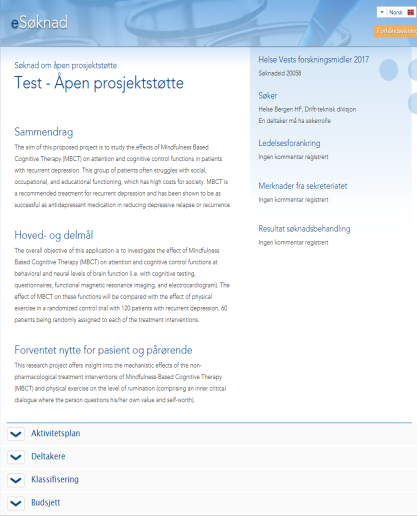 eSøknad
Norsk
Forhåndsvisning
Søknad om åpen prosjektstøtte
Test - Åpen prosjektstøtte
Sammendrag
The aim of this proposed project is to study the effects of Mindfulness Based
Cognitive Therapy (MBCT) on attention and cognitive control functions in patients
with recurrent depression. This group of patients often struggles with social,
occupational, and educational functioning, which has high costs for society. MBCT is
a recommended treatment for recurrent depression and has been shown to be as
successful as antidepressant medication in reducing depressive relapse or recurrence.
Hoved- og delmål
The overall objective of this application is to investigate the effect of Mindfulness
Based Cognitive Therapy (MBCT) on attention and cognitive control functions at
behavioral and neural levels of brain function (i.e. with cognitive testing,
questionnaires, functional magnetic resonance imaging, and electrocardiogram). The
effect of MBCT on these functions will be compared with the effect of physical
exercise in a randomized control trial with 120 patients with recurrent depression, 60
patients being randomly assigned to each of the treatment interventions.
Forventet nytte for pasient og pårørende
This research project offers insight into the mechanistic effects of the non-
pharmacological treatment interventions of Mindfulness-Based Cognitive Therapy
(MBCT) and physical exercise on the level of rumination (comprising an inner critical
dialogue where the person questions his/her own value and self-worth).
Helse Vests forskningsmidler 2017
Søknadsid 20058
Søker
Helse Bergen HF, Drift-teknisk divisjon
En deltaker må ha søkerrolle
Ledelsesforankring
Ingen kommentar registrert
Merknader fra sekreteriatet
Ingen kommentar registrert
Resultat søknadsbehandling
Ingen kommentar registrert
Aktivitetsplan
Deltakere
Klassifisering
Budsjett